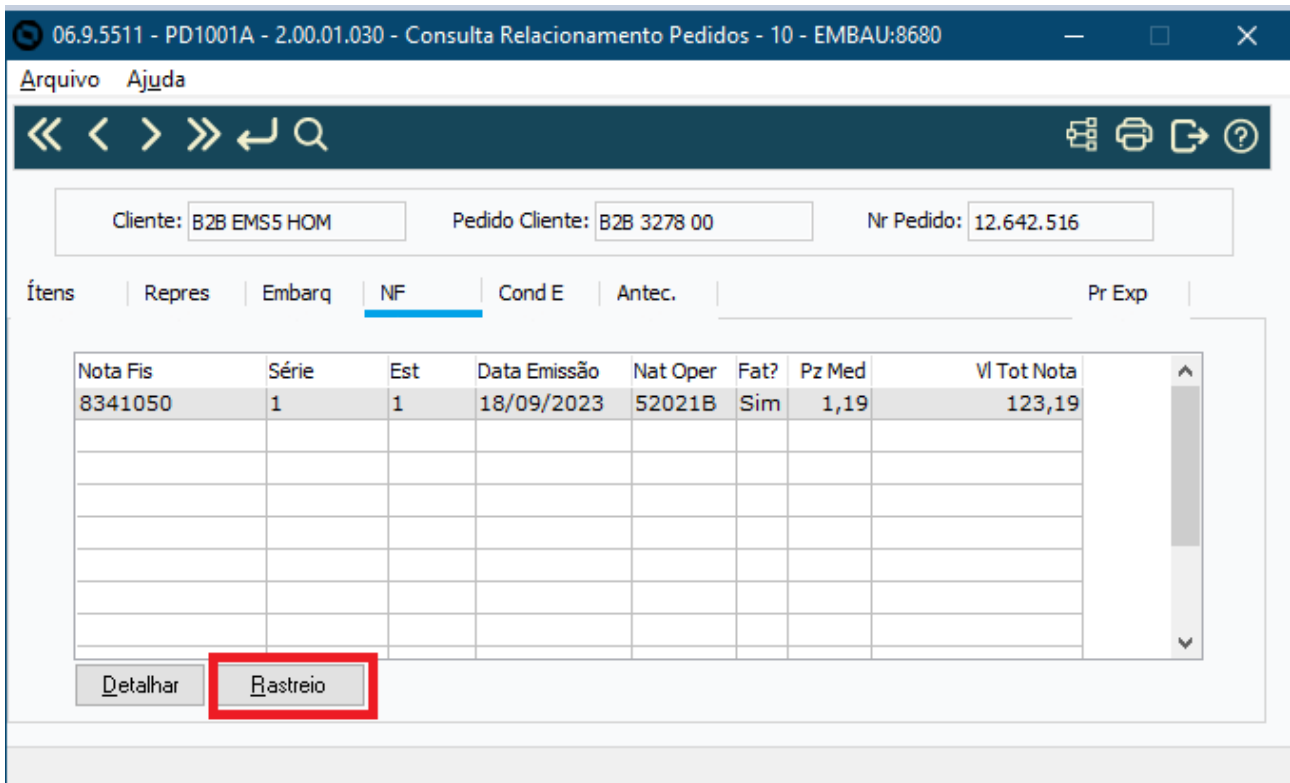 06.9.5511 - PD1001A - 2.00.01.030 - Consulta Relacionamento Pedidos - 10 - EMBAU:8680
Arquivo Ajuda
Cliente: B2B EMS5 HOM Pedido Cliente: B2B 3278 00 Nr Pedido: 12.642.516
Ítens Repres Embarq NF Cond E Antec. Pr Exp
Nota Fis Série Est Data Emissão Nat Oper Fat? Pz Med Vl Tot Nota
8341050 1 1 18/09/2023 52021B Sim 1,19 123,19
Detalhar Rastreio